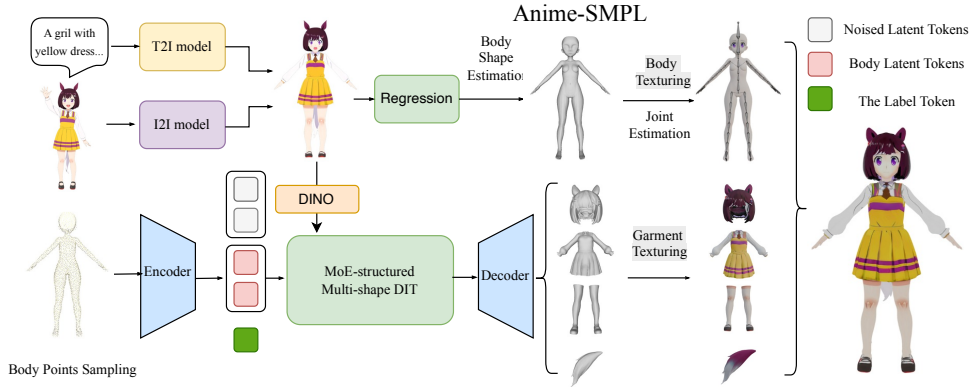 Anime-SMPL
A gril with
yellow dress...
T2I model
I2I model
Regression
Body
Shape
Estimation
Body
Texturing
Joint
Estimation
Noised Latent Tokens
Body Latent Tokens
The Label Token
DINO
Encoder
MoE-structured
Multi-shape DIT
Decoder
Garment
Texturing
Body Points Sampling